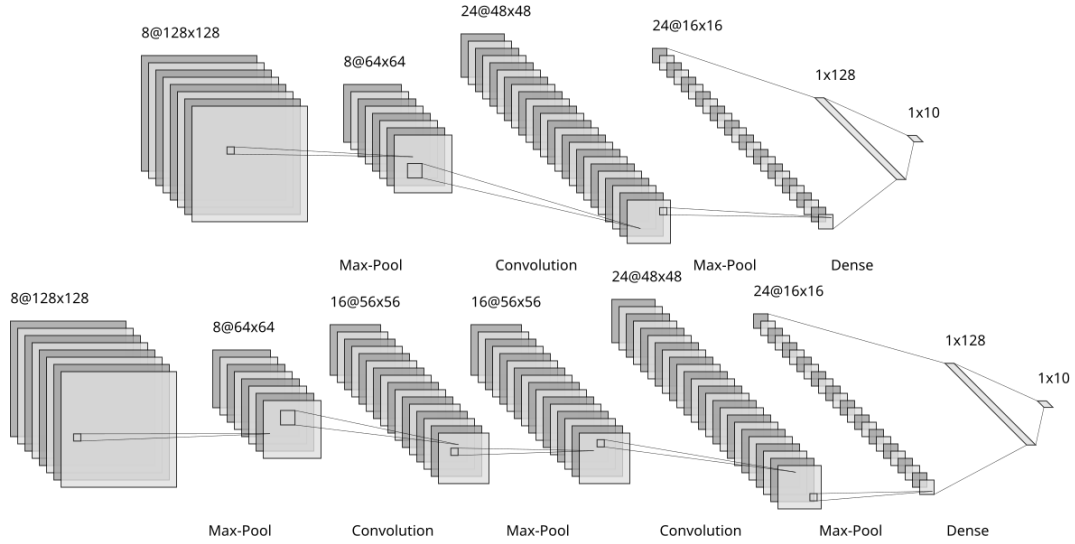 8@128x128
8@64x64
24@48x48
24@16x16
1x128
1x10
Max-Pool
Convolution
Max-Pool
Dense
8@128x128
8@64x64
16@56x56
16@56x56
24@48x48
24@16x16
1x128
1x10
Max-Pool
Convolution
Max-Pool
Convolution
Max-Pool
Dense